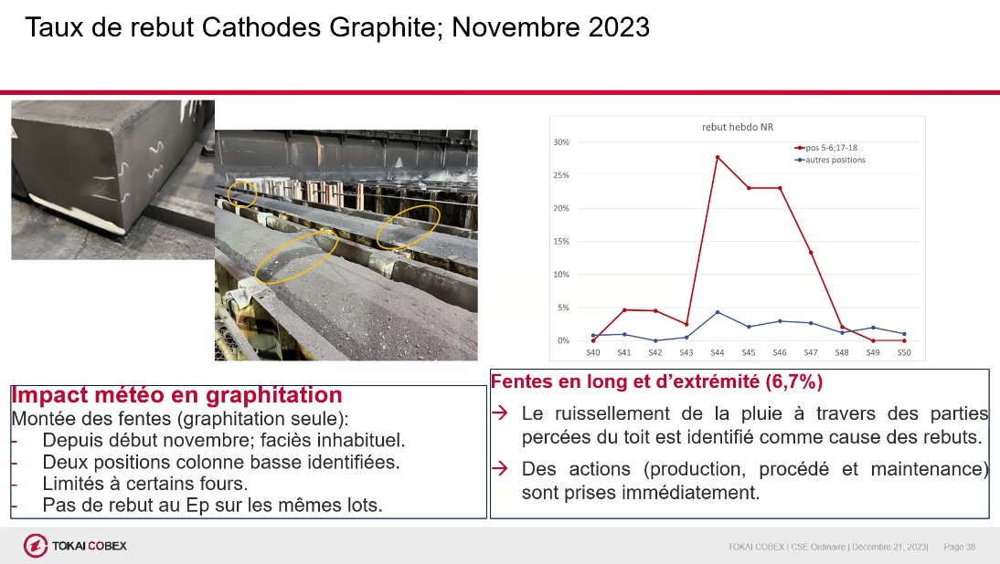 Taux de rebut Cathodes Graphite; Novembre 2023
rebut hebdo NR
30%
25%
20%
15%
10%
5%
0%
pos 5-6;17-18
autres positions
S40 S41 S42 S43 S44 S45 S46 S47 S48 S49 S50
Impact météo en graphitation
Montée des fentes (graphitation seule):
- Depuis début novembre; faciès inhabituel.
- Deux positions colonne basse identifiées.
- Limités à certains fours.
- Pas de rebut au Ep sur les mêmes lots.
Fentes en long et d’extrémité (6,7%)
→ Le ruissellement de la pluie à travers des parties
percées du toit est identifié comme cause des rebuts.
→ Des actions (production, procédé et maintenance)
sont prises immédiatement.
TOKAI COBEX
TOKAI COBEX | CSE Ordinaire | Décembre 21, 2023| Page 38